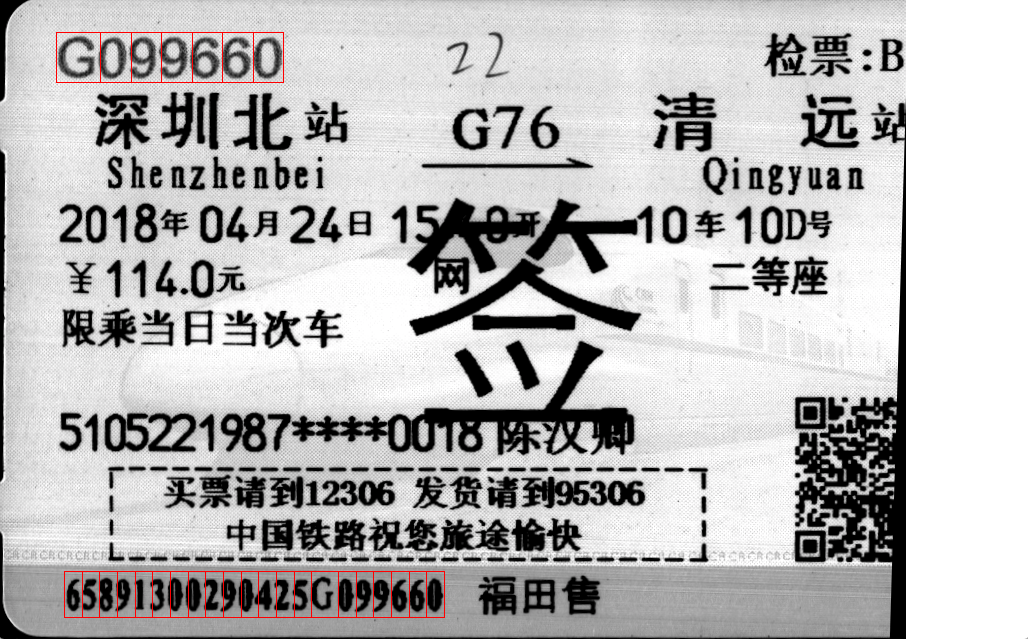 G099660 22 检票:B
深圳北站 G76 清远站
Shenzhenbei Qingyuan
2018年04月24日 开 10车10D号
￥114.0元 网 二等座
限乘当日当次车
签
5105221987****0018 陈汉卿
买票请到12306 发货请到95306
中国铁路祝您旅途愉快
65891300290425G099660 福田售